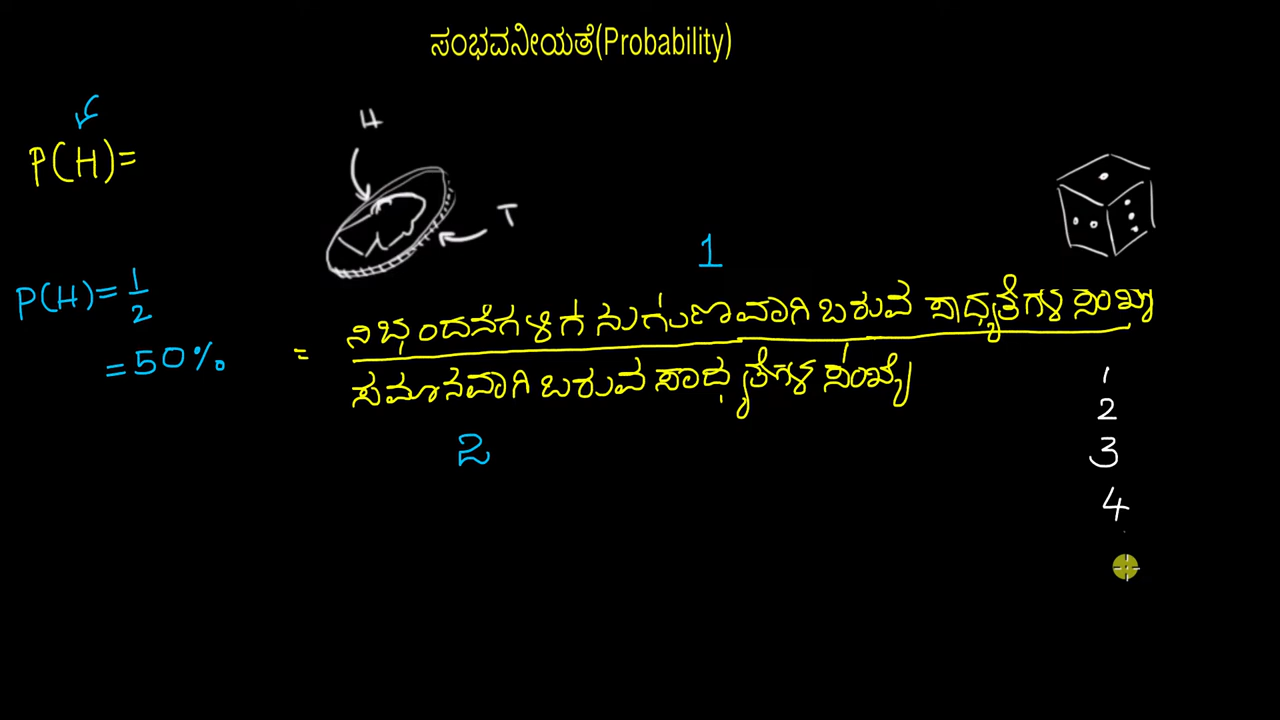 ಸಂಭವನೀಯತೆ(Probability)
H
P(H)=
T
1
P(H)= 1/2
= 50%
= ನಿಭಂದನೆಗಳಿಗೆ ಸುಗುಣವಾಗಿ ಬರುವ ಸಾಧ್ಯತೆಗಳ ಸಂಖ್ಯೆ
ಸಮಾನವಾಗಿ ಬರುವ ಸಾಧ್ಯತೆಗಳ ಸಂಖ್ಯೆ
2
1
2
3
4